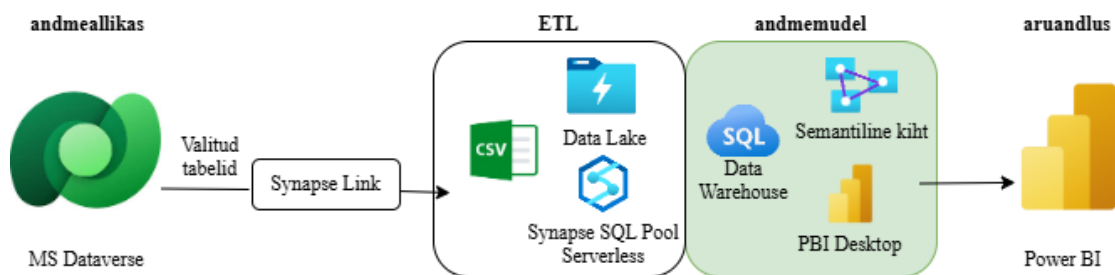 andmeallikas
ETL
andmemudel
aruandlus
Valitud
tabelid
Synapse Link
CSV
Data Lake
Synapse SQL Pool
Serverless
SQL
Data
Warehouse
Semantiline kiht
PBI Desktop
MS Dataverse
Power BI